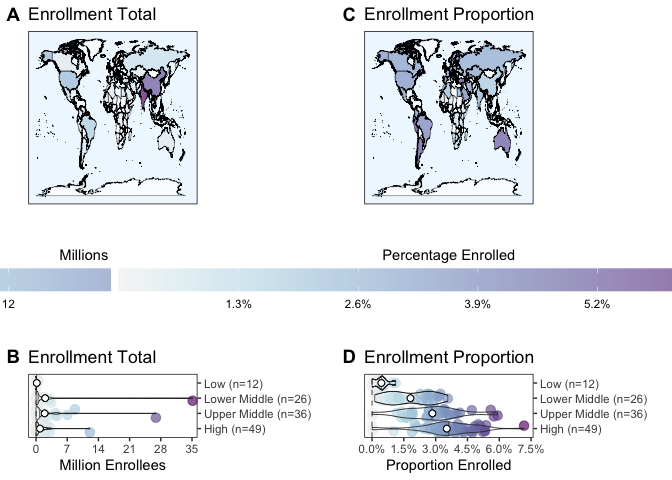 A Enrollment Total
C Enrollment Proportion
Millions
12
Percentage Enrolled
1.3% 2.6% 3.9% 5.2%
B Enrollment Total
Low (n=12)
Lower Middle (n=26)
Upper Middle (n=36)
High (n=49)
0 7 14 21 28 35
Million Enrollees
D Enrollment Proportion
Low (n=12)
Lower Middle (n=26)
Upper Middle (n=36)
High (n=49)
0.0% 1.5% 3.0% 4.5% 6.0% 7.5%
Proportion Enrolled